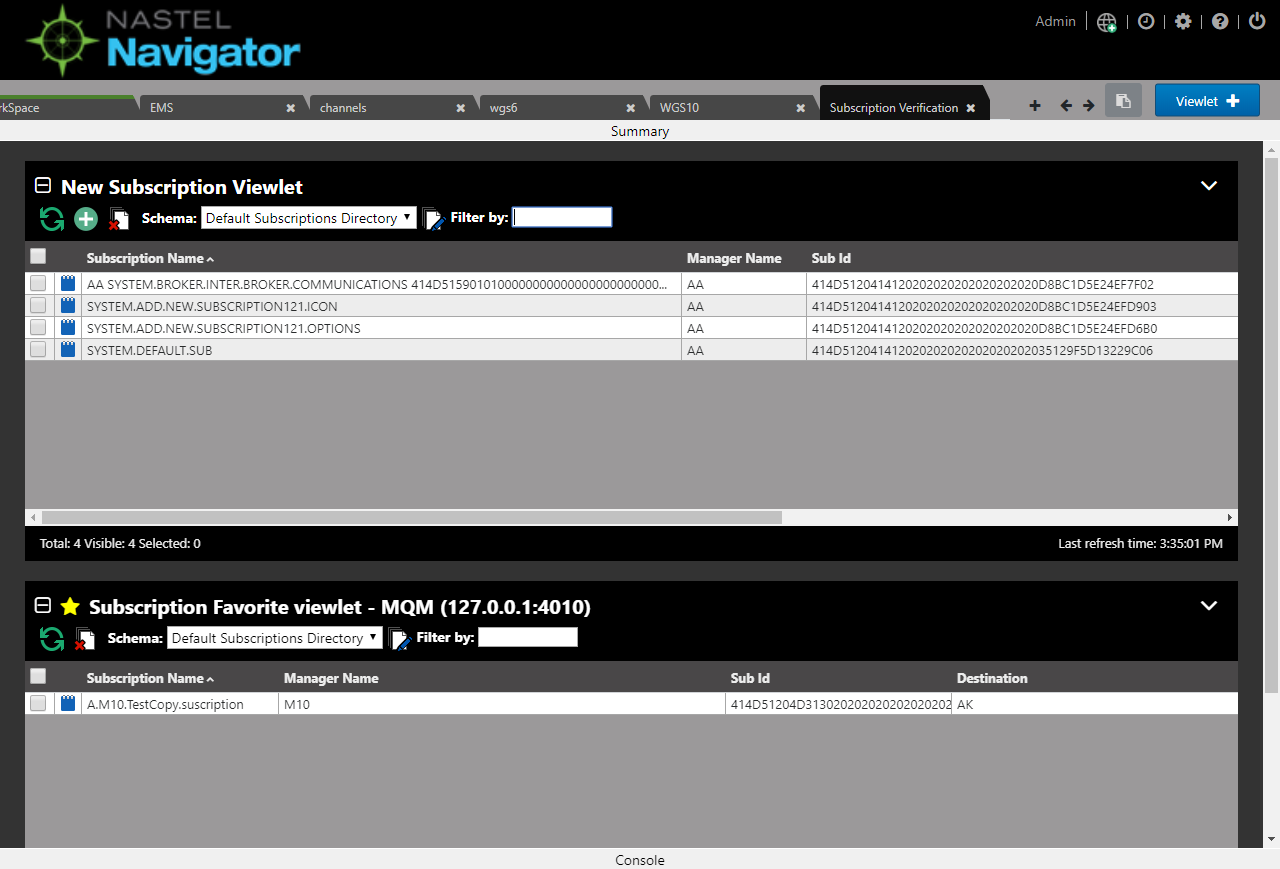 NASTEL
Navigator
Admin
rkSpace
EMS
channels
wgs6
WGS10
Subscription Verification
Viewlet
Summary
New Subscription Viewlet
Schema: Default Subscriptions Directory Filter by:
Subscription Name Manager Name Sub Id
AA SYSTEM.BROKER.INTER.BROKER.COMMUNICATIONS 414D51590101000000000000000000000000... AA 414D5120414120202020202020202020D8BC1D5E24EF7F02
SYSTEM.ADD.NEW.SUBSCRIPTION121.ICON AA 414D5120414120202020202020202020D8BC1D5E24EFD903
SYSTEM.ADD.NEW.SUBSCRIPTION121.OPTIONS AA 414D5120414120202020202020202020D8BC1D5E24EFD6B0
SYSTEM.DEFAULT.SUB AA 414D512041412020202020202020202035129F5D13229C06
Total: 4 Visible: 4 Selected: 0 Last refresh time: 3:35:01 PM
Subscription Favorite viewlet - MQM (127.0.0.1:4010)
Schema: Default Subscriptions Directory Filter by:
Subscription Name Manager Name Sub Id Destination
A.M10.TestCopy.suscription M10 414D51204D3130202020202020202020 AK
Console